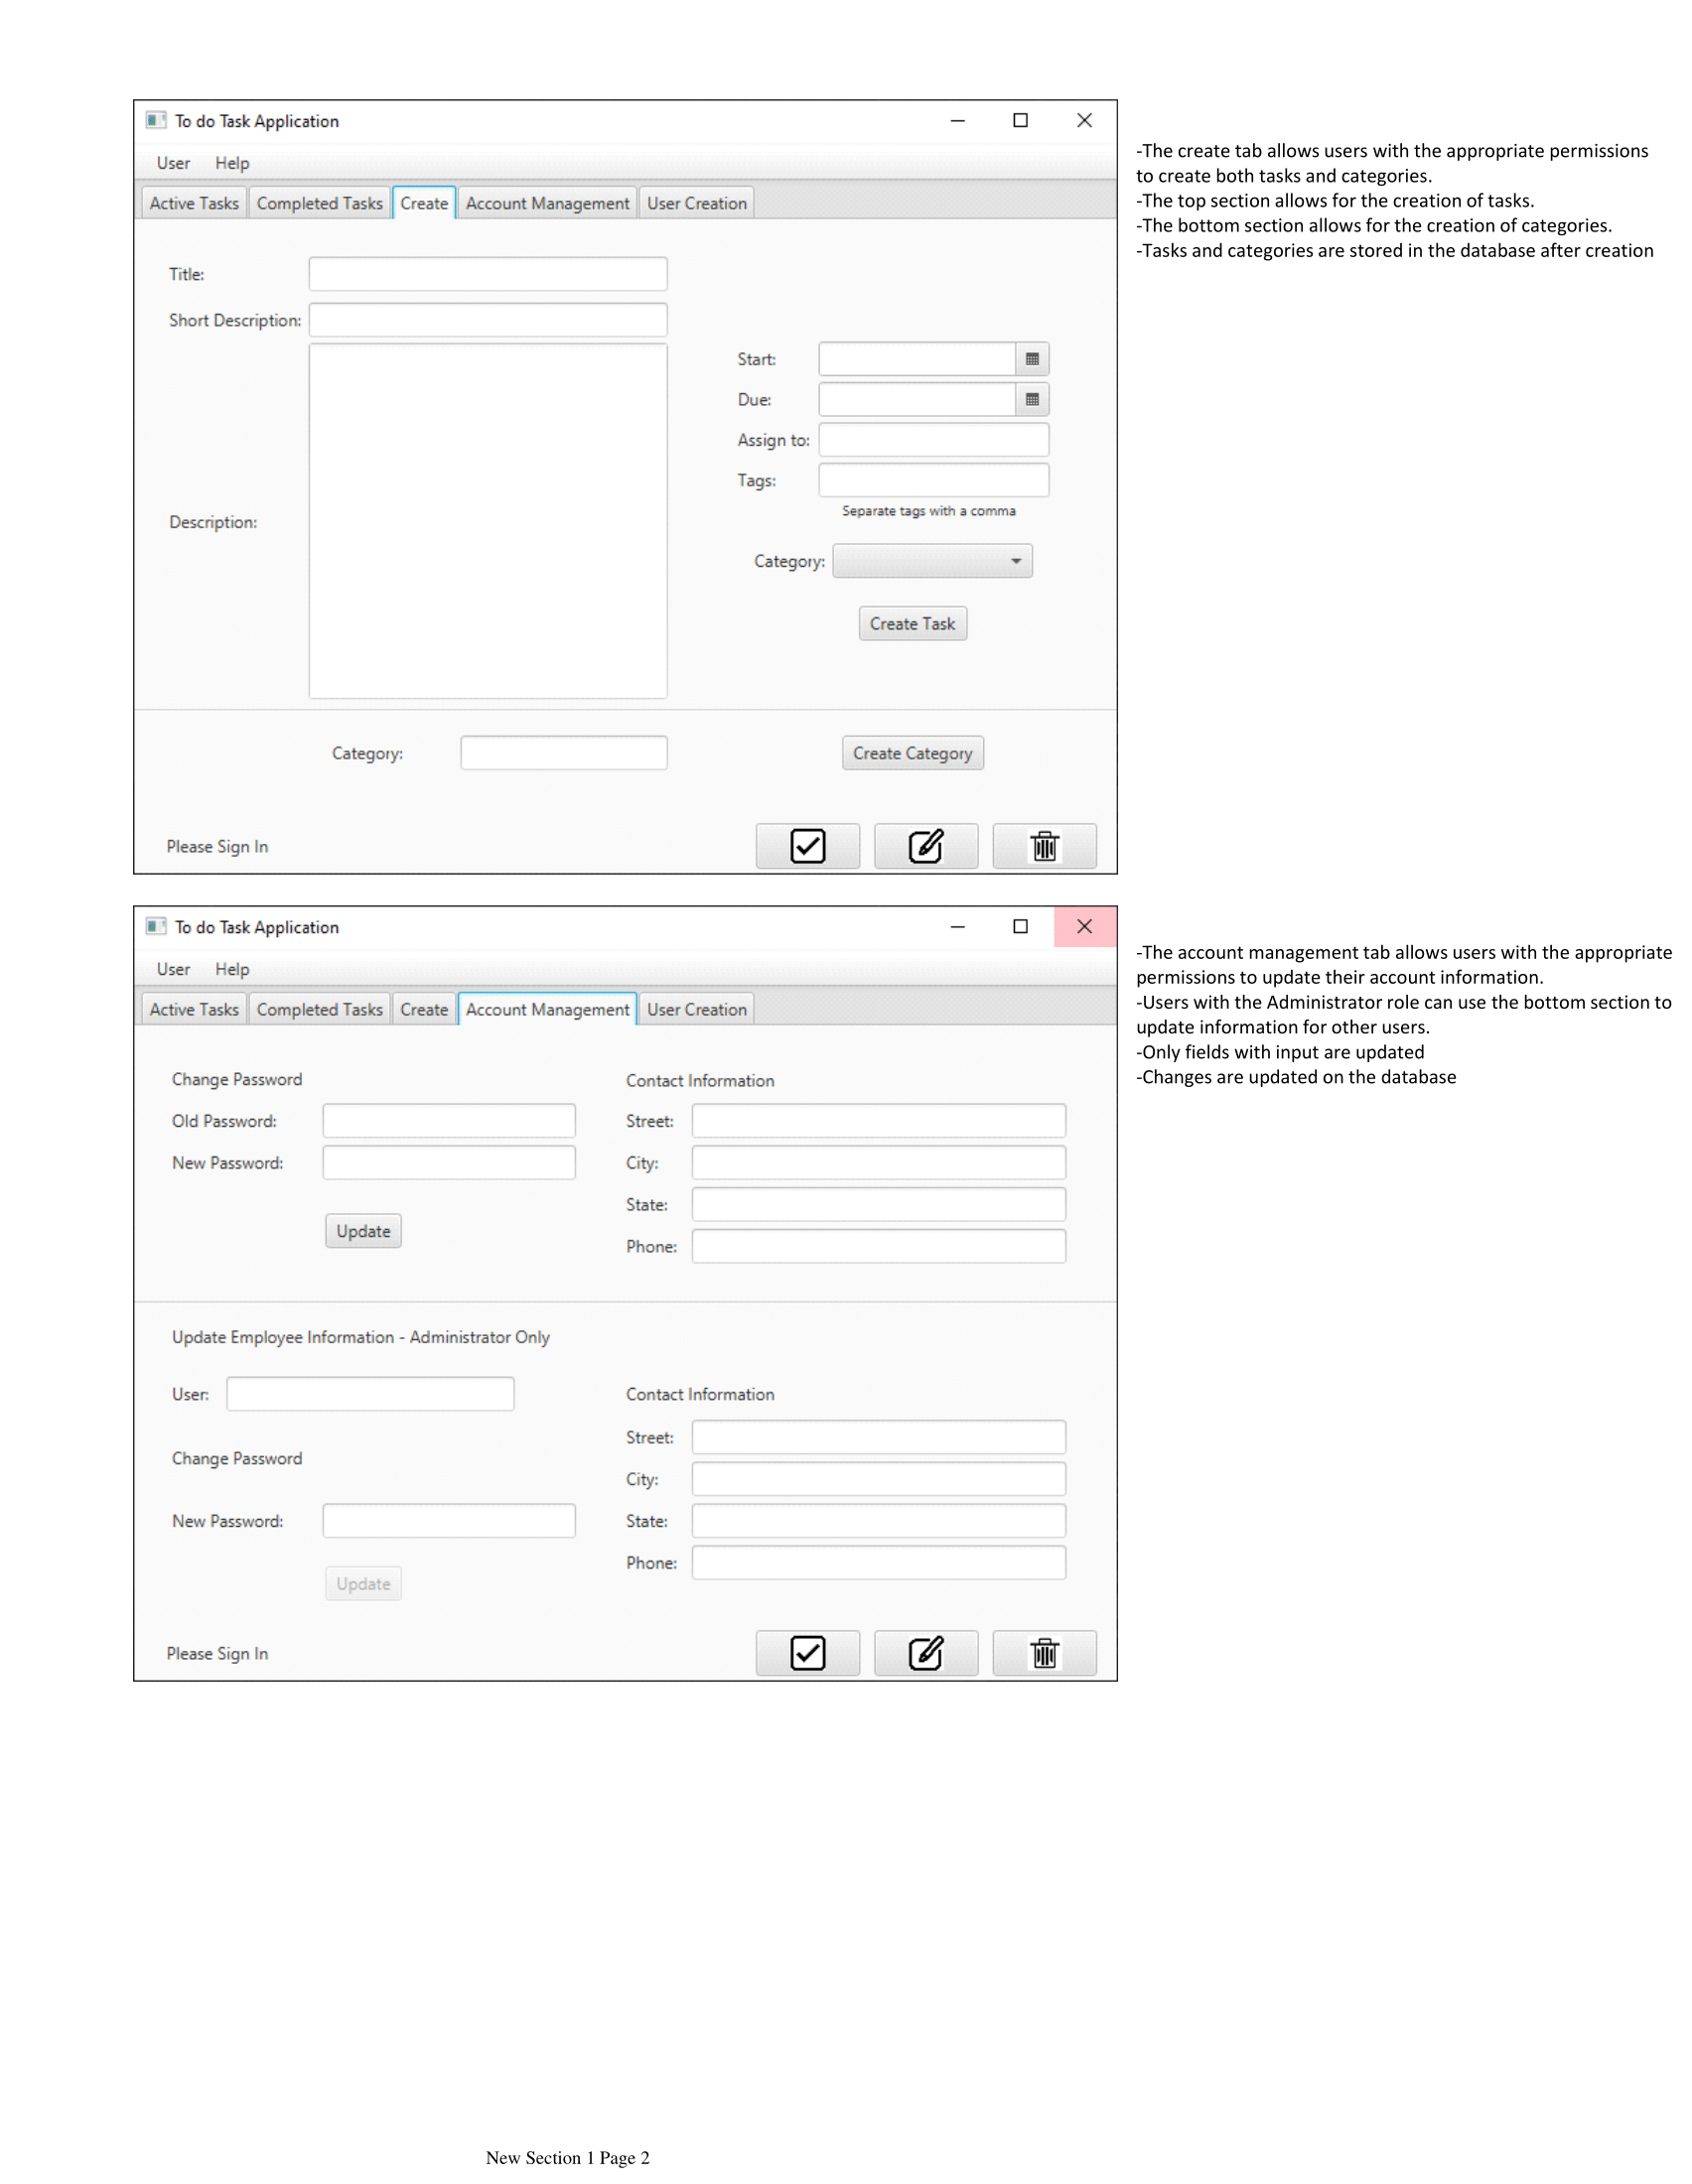 To do Task Application
User Help
Active Tasks Completed Tasks Create Account Management User Creation
Title:
Short Description:
Description:
Start:
Due:
Assign to:
Tags:
Separate tags with a comma
Category:
Create Task
Category:
Create Category
Please Sign In
-The create tab allows users with the appropriate permissions
to create both tasks and categories.
-The top section allows for the creation of tasks.
-The bottom section allows for the creation of categories.
-Tasks and categories are stored in the database after creation
To do Task Application
User Help
Active Tasks Completed Tasks Create Account Management User Creation
Change Password
Old Password:
New Password:
Update
Contact Information
Street:
City:
State:
Phone:
Update Employee Information - Administrator Only
User:
Change Password
New Password:
Update
Contact Information
Street:
City:
State:
Phone:
Please Sign In
-The account management tab allows users with the appropriate
permissions to update their account information.
-Users with the Administrator role can use the bottom section to
update information for other users.
-Only fields with input are updated
-Changes are updated on the database
New Section 1 Page 2